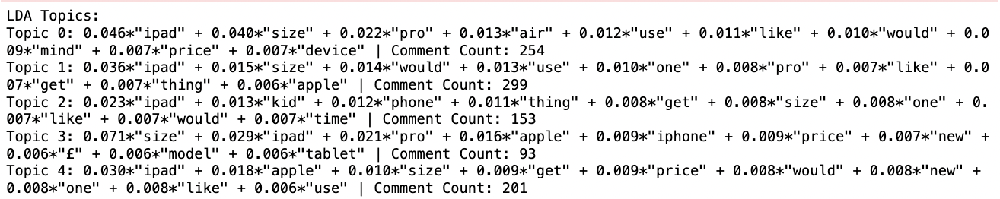 LDA Topics:
Topic 0: 0.046*"ipad" + 0.040*"size" + 0.022*"pro" + 0.013*"air" + 0.012*"use" + 0.011*"like" + 0.010*"would" + 0.0
09*"mind" + 0.007*"price" + 0.007*"device" | Comment Count: 254
Topic 1: 0.036*"ipad" + 0.015*"size" + 0.014*"would" + 0.013*"use" + 0.010*"one" + 0.008*"pro" + 0.007*"like" + 0.0
07*"get" + 0.007*"thing" + 0.006*"apple" | Comment Count: 299
Topic 2: 0.023*"ipad" + 0.013*"kid" + 0.012*"phone" + 0.011*"thing" + 0.008*"get" + 0.008*"size" + 0.008*"one" + 0.
007*"like" + 0.007*"would" + 0.007*"time" | Comment Count: 153
Topic 3: 0.071*"size" + 0.029*"ipad" + 0.021*"pro" + 0.016*"apple" + 0.009*"iphone" + 0.009*"price" + 0.007*"new" +
0.006*"£" + 0.006*"model" + 0.006*"tablet" | Comment Count: 93
Topic 4: 0.030*"ipad" + 0.018*"apple" + 0.010*"size" + 0.009*"get" + 0.009*"price" + 0.008*"would" + 0.008*"new" +
0.008*"one" + 0.008*"like" + 0.006*"use" | Comment Count: 201